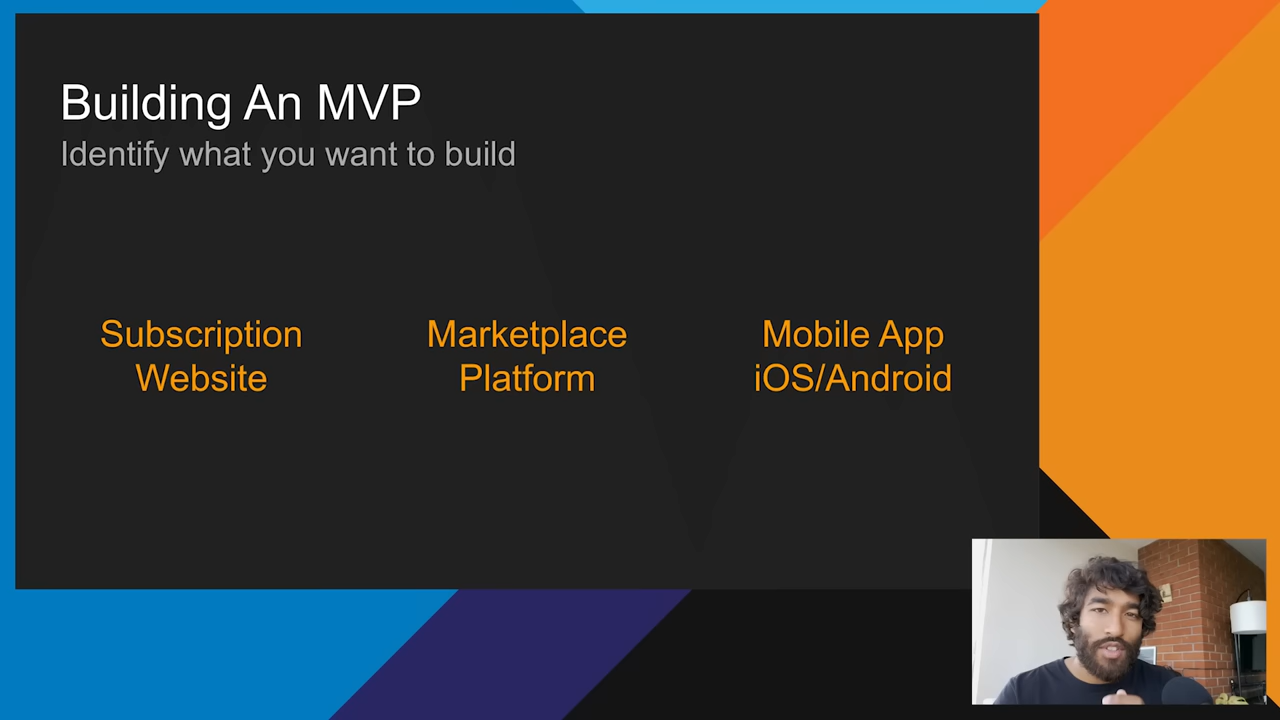 Building An MVP
Identify what you want to build
Subscription
Website
Marketplace
Platform
Mobile App
iOS/Android